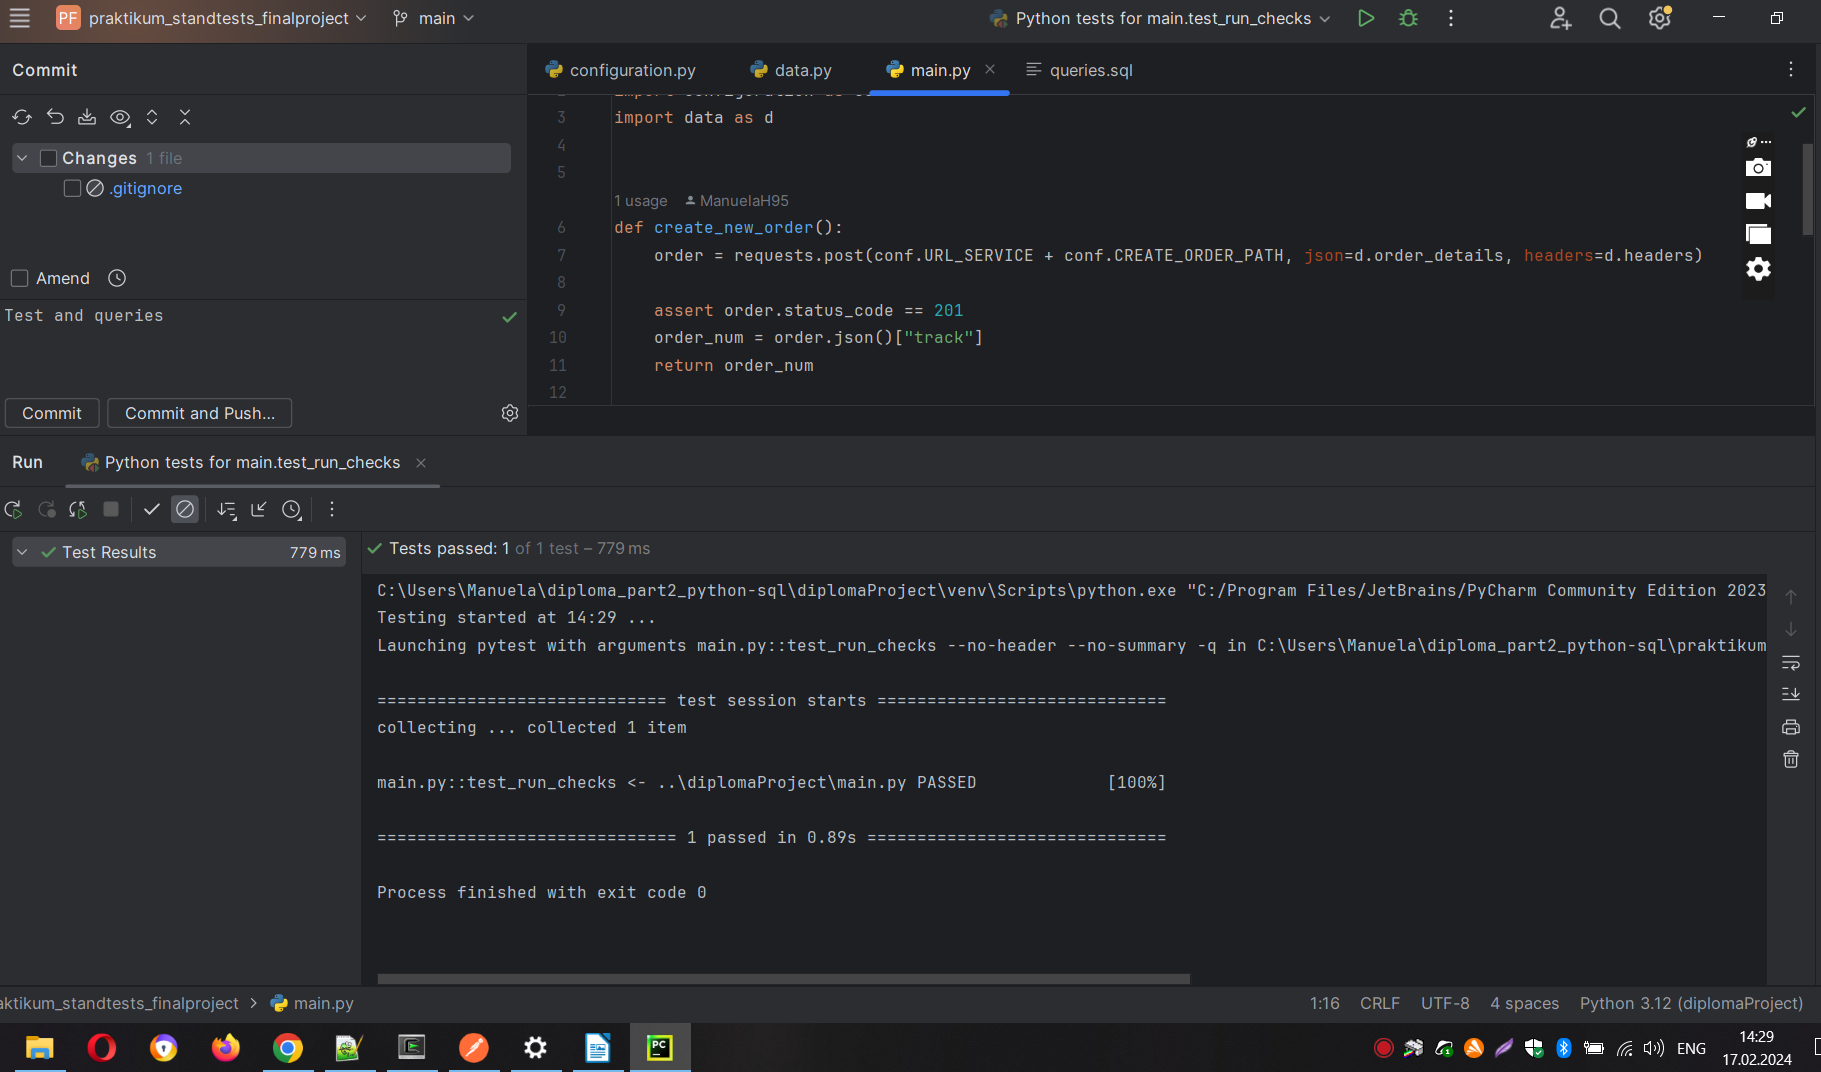 PF praktikum_standtests_finalproject main Python tests for main.test_run_checks
Commit
configuration.py data.py main.py queries.sql
Changes 1 file
.gitignore
Amend
Test and queries
Commit Commit and Push...
3 import data as d
4
5
1 usage ManuelaH95
6 def create_new_order():
7 order = requests.post(conf.URL_SERVICE + conf.CREATE_ORDER_PATH, json=d.order_details, headers=d.headers)
8
9 assert order.status_code == 201
10 order_num = order.json()["track"]
11 return order_num
12
Run Python tests for main.test_run_checks
Test Results 779 ms
Tests passed: 1 of 1 test – 779 ms
C:\Users\Manuela\diploma_part2_python-sql\diplomaProject\venv\Scripts\python.exe "C:/Program Files/JetBrains/PyCharm Community Edition 2023
Testing started at 14:29 ...
Launching pytest with arguments main.py::test_run_checks --no-header --no-summary -q in C:\Users\Manuela\diploma_part2_python-sql\praktikum
============================= test session starts =============================
collecting ... collected 1 item
main.py::test_run_checks <- ..\diplomaProject\main.py PASSED [100%]
============================== 1 passed in 0.89s ==============================
Process finished with exit code 0
aktikum_standtests_finalproject > main.py 1:16 CRLF UTF-8 4 spaces Python 3.12 (diplomaProject)
PC
ENG
14:29
17.02.2024